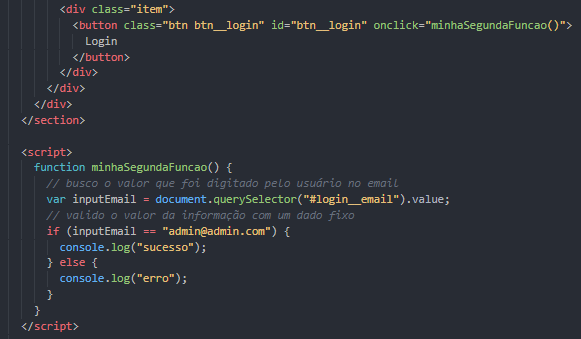 <div class="item">
<button class="btn btn__login" id="btn__login" onclick="minhaSegundaFuncao()">
Login
</button>
</div>
</div>
</div>
</section>
<script>
function minhaSegundaFuncao() {
// busco o valor que foi digitado pelo usuário no email
var inputEmail = document.querySelector("#login__email").value;
// valido o valor da informação com um dado fixo
if (inputEmail == "admin@admin.com") {
console.log("sucesso");
} else {
console.log("erro");
}
}
</script>